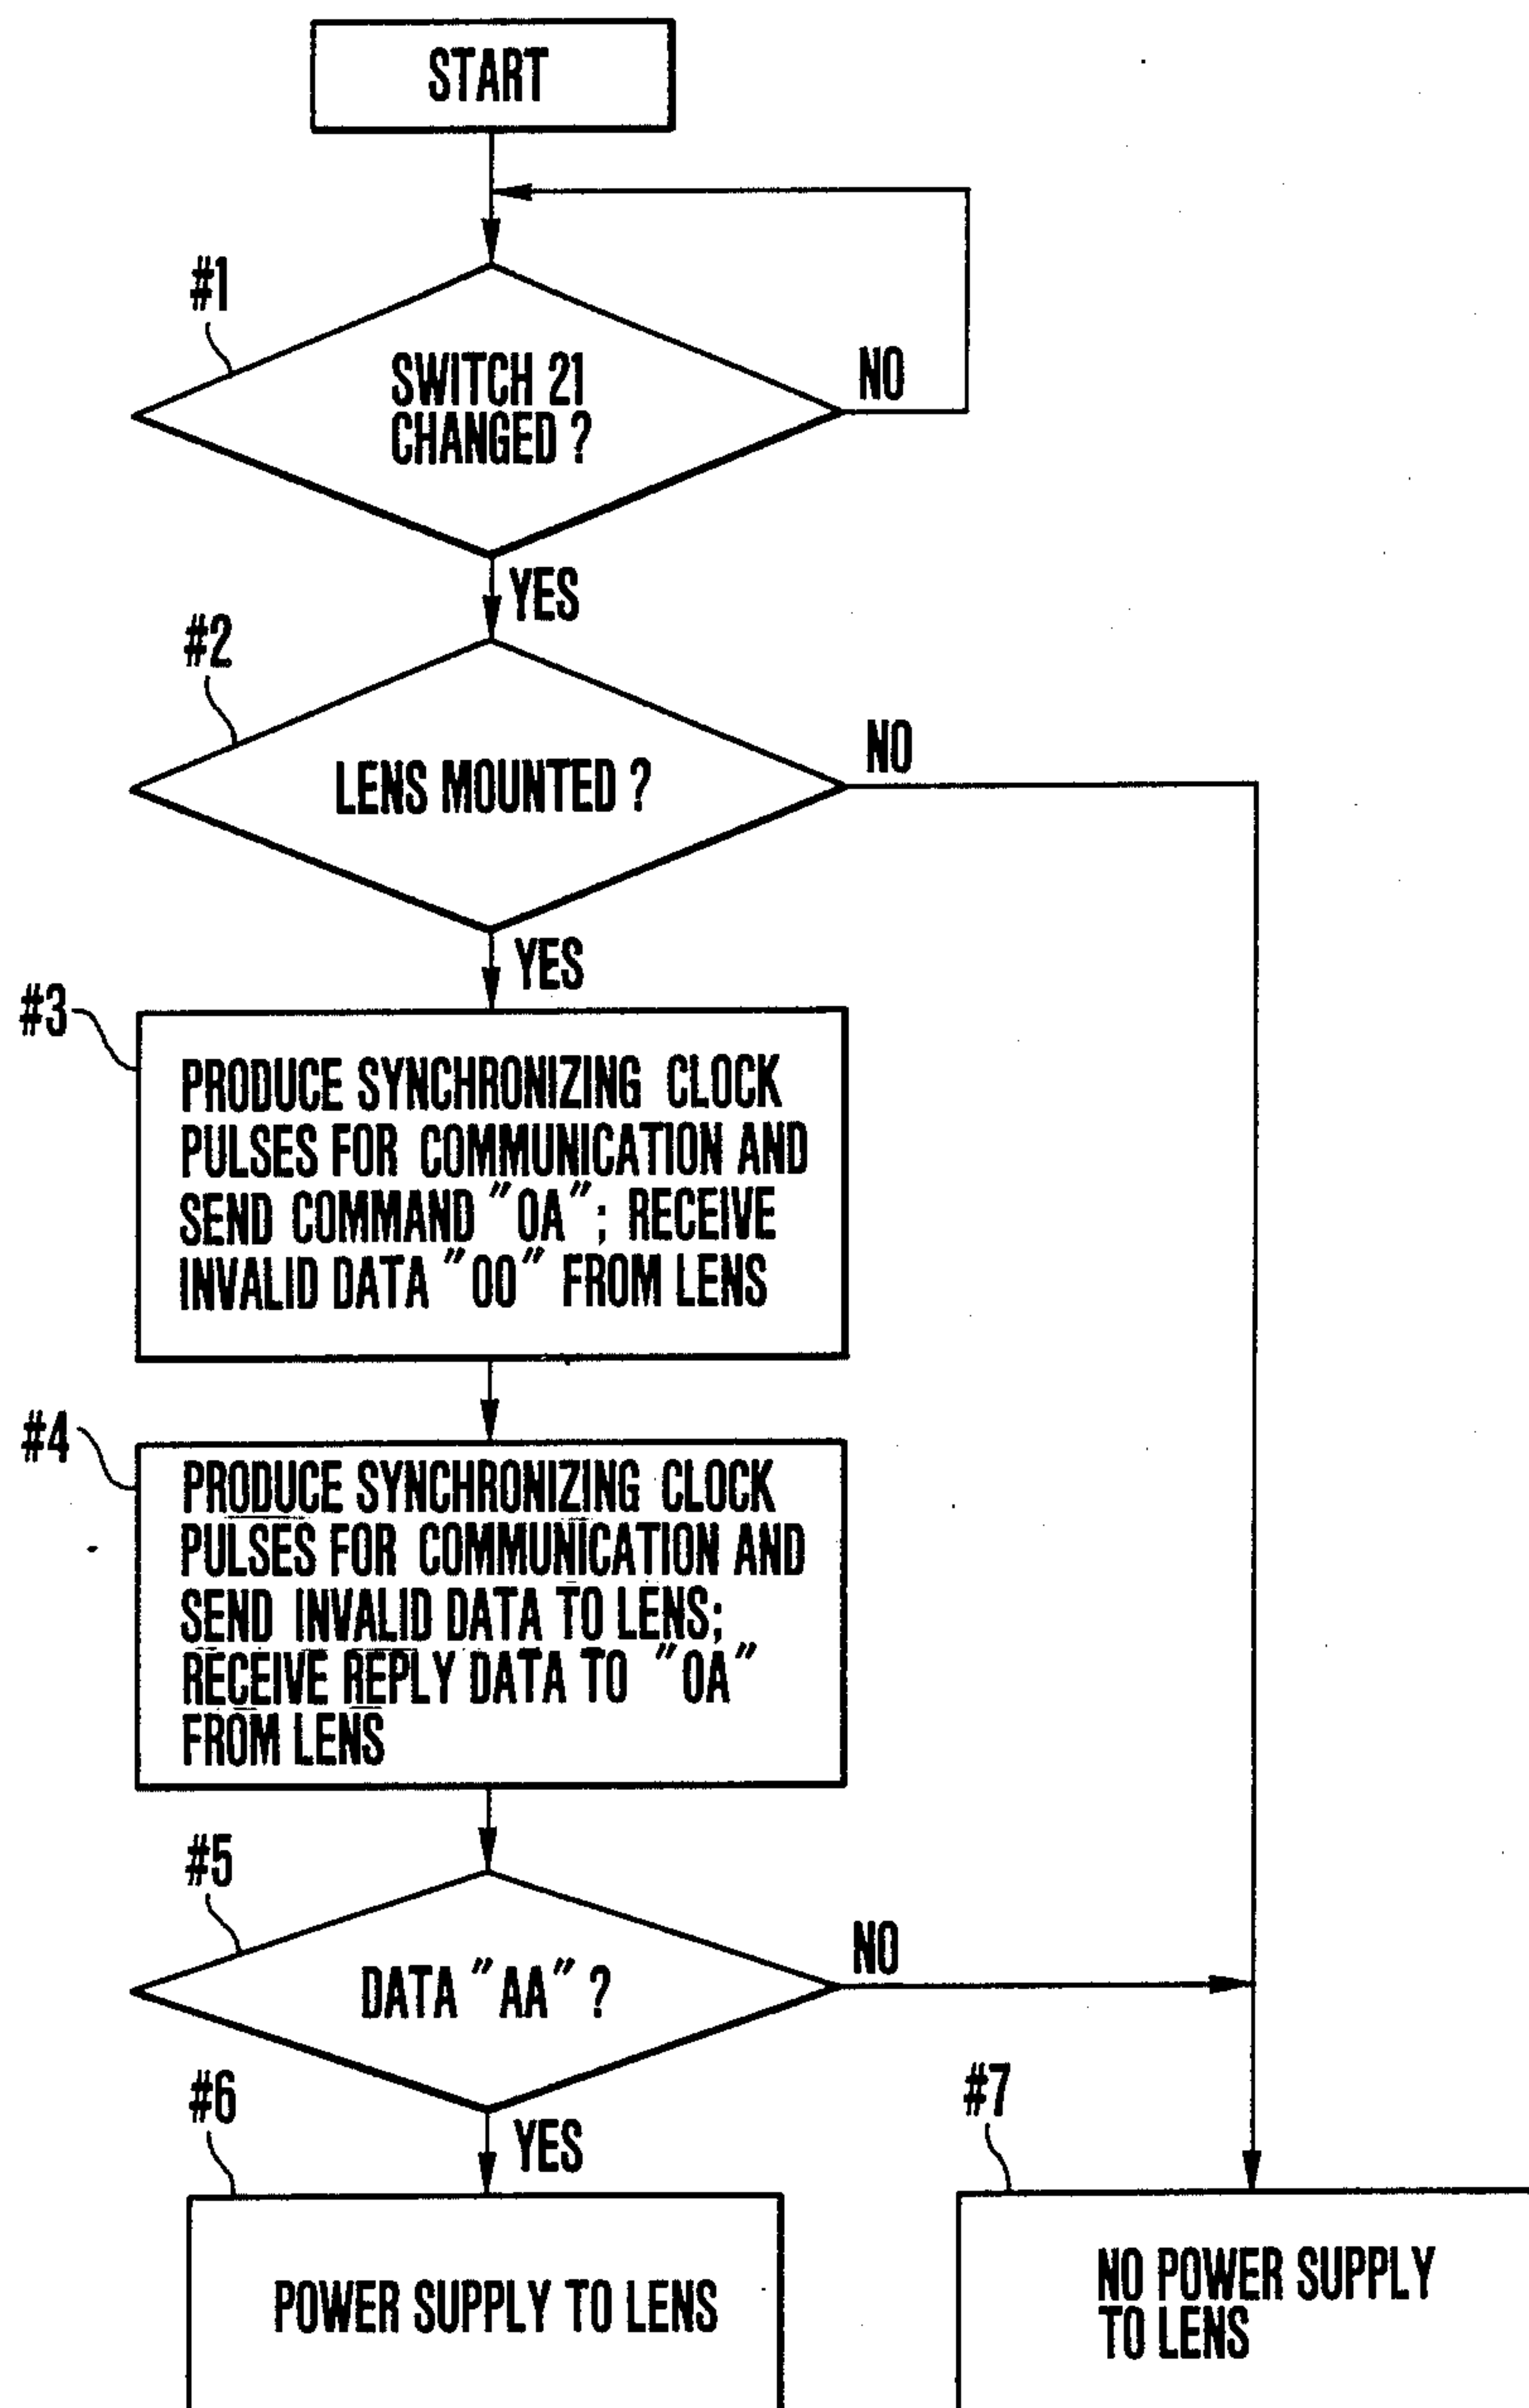 START
#1
SWITCH 21
CHANGED ?
NO
YES
#2
LENS MOUNTED ?
NO
YES
#3
PRODUCE SYNCHRONIZING CLOCK
PULSES FOR COMMUNICATION AND
SEND COMMAND "OA"; RECEIVE
INVALID DATA "00" FROM LENS
#4
PRODUCE SYNCHRONIZING CLOCK
PULSES FOR COMMUNICATION AND
SEND INVALID DATA TO LENS;
RECEIVE REPLY DATA TO "OA"
FROM LENS
#5
DATA "AA" ?
NO
YES
#6
POWER SUPPLY TO LENS
#7
NO POWER SUPPLY
TO LENS